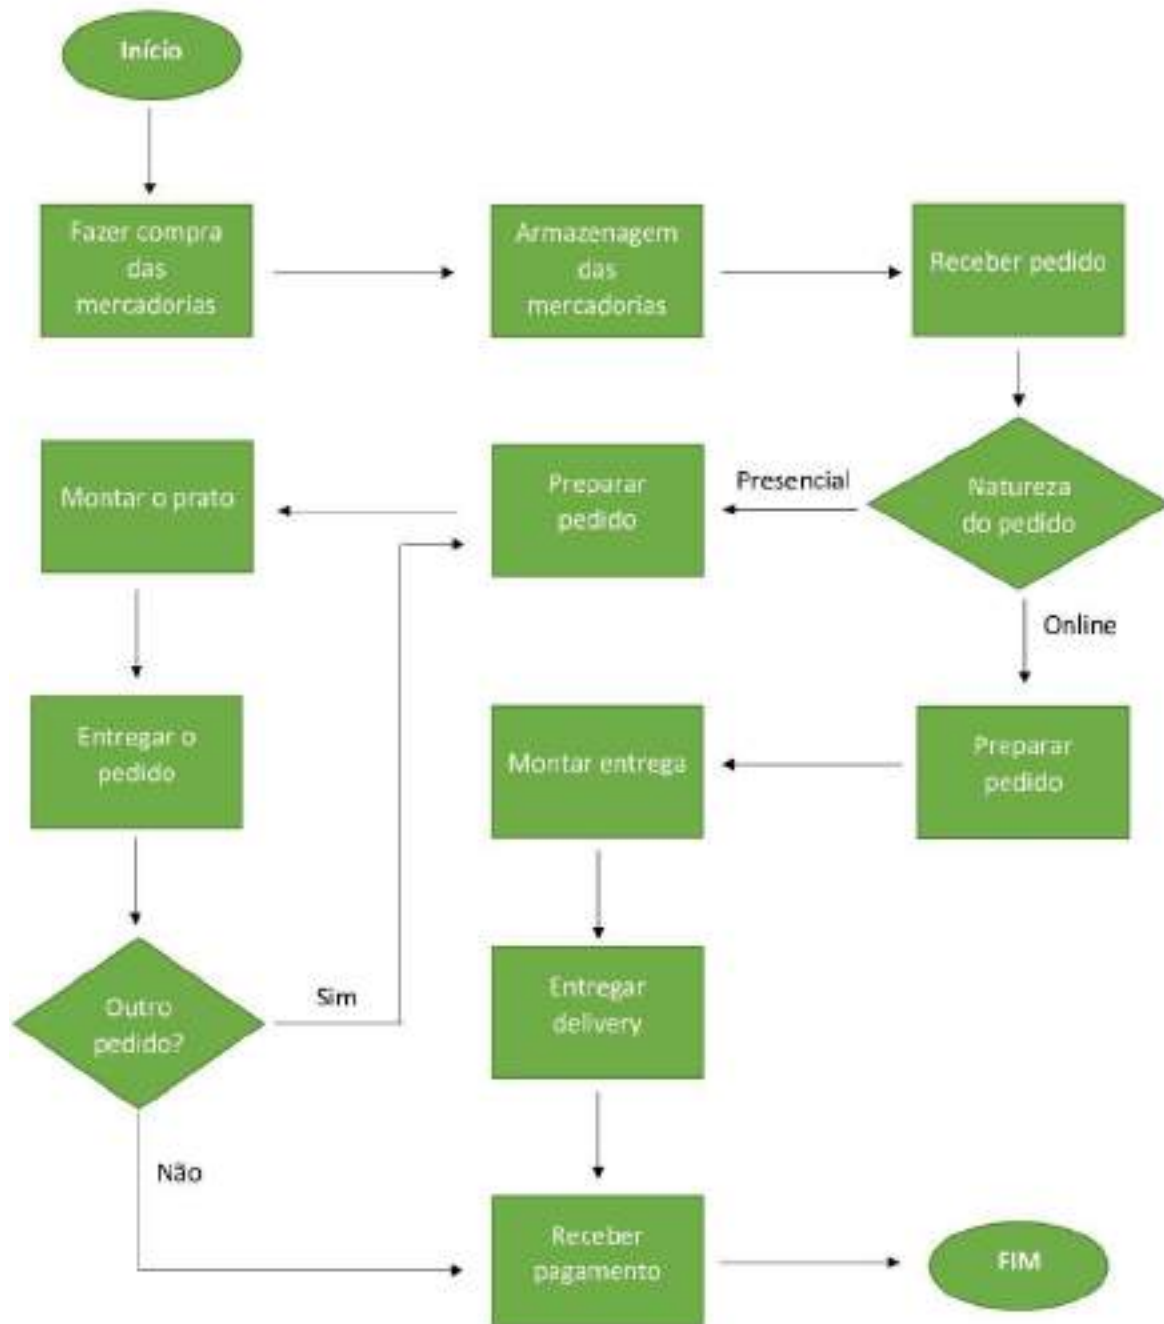 Início
Fazer compra
das
mercadorias
Armazenagem
das
mercadorias
Receber pedido
Natureza
do pedido
Presencial
Preparar
pedido
Montar o prato
Entregar o
pedido
Outro
pedido?
Sim
Não
Online
Preparar
pedido
Montar entrega
Entregar
delivery
Receber
pagamento
FIM